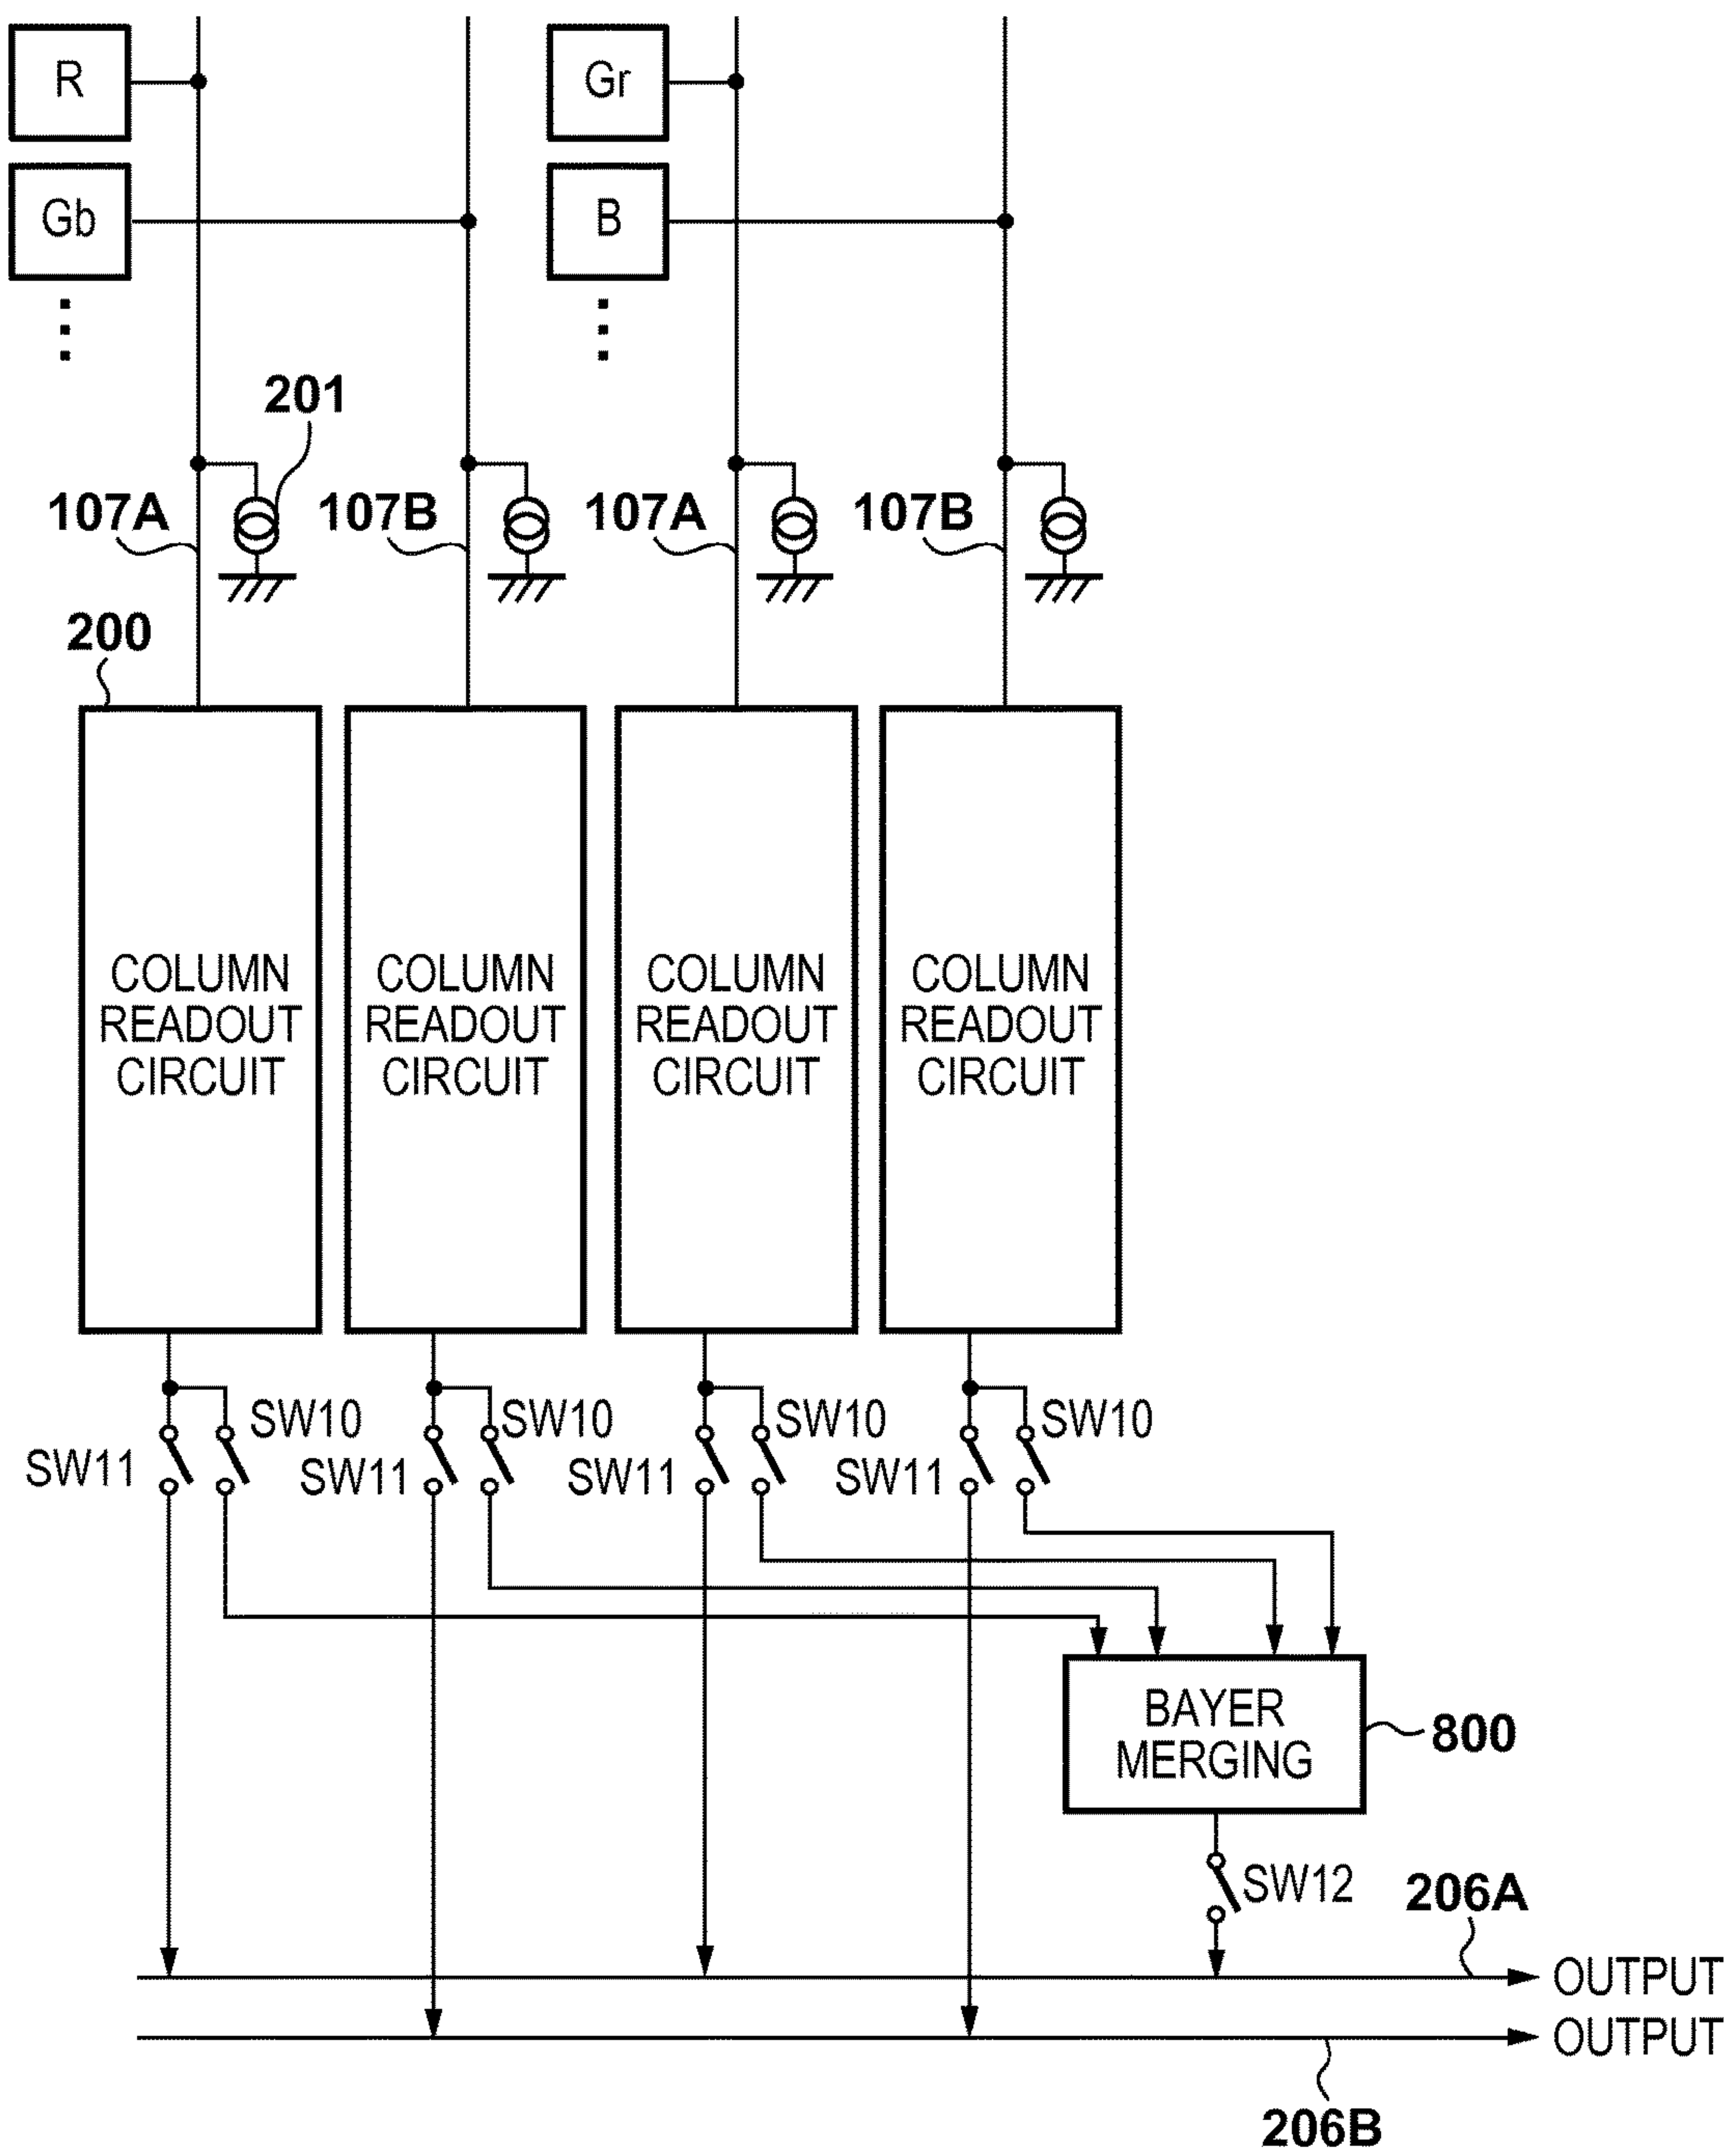 R
Gr
Gb
B
201
107A
107B
107A
107B
200
COLUMN
READOUT
CIRCUIT
COLUMN
READOUT
CIRCUIT
COLUMN
READOUT
CIRCUIT
COLUMN
READOUT
CIRCUIT
SW10
SW10
SW10
SW10
SW11
SW11
SW11
SW11
BAYER
MERGING
800
SW12
206A
OUTPUT
OUTPUT
206B